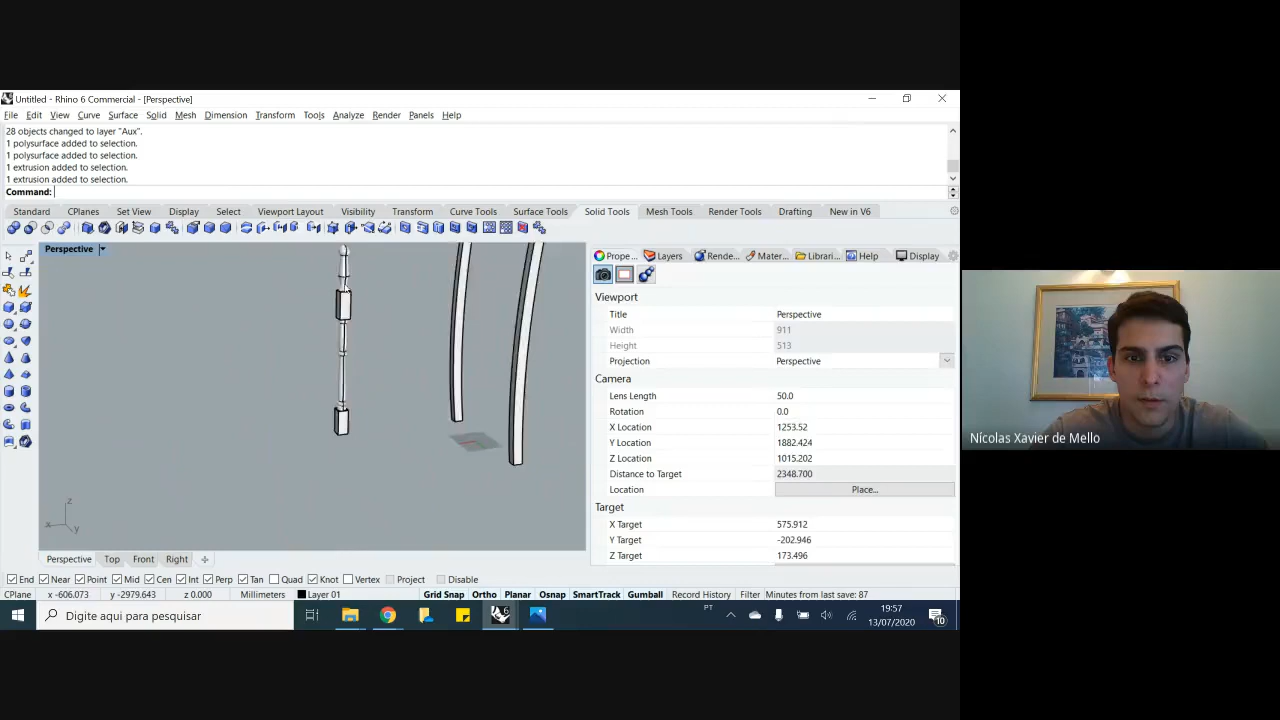 Untitled - Rhino 6 Commercial - [Perspective]
File Edit View Curve Surface Solid Mesh Dimension Transform Tools Analyze Render Panels Help
28 objects changed to layer "Aux".
1 polysurface added to selection.
1 polysurface added to selection.
1 extrusion added to selection.
1 extrusion added to selection.
Command:
Standard CPlanes Set View Display Select Viewport Layout Visibility Transform Curve Tools Surface Tools Solid Tools Mesh Tools Render Tools Drafting New in V6
Perspective
Prope... Layers Rende... Mater... Librari... Help Display
Viewport
Title Perspective
Width 911
Height 513
Projection Perspective
Camera
Lens Length 50.0
Rotation 0.0
X Location 1253.52
Y Location 1882.424
Z Location 1015.202
Distance to Target 2348.700
Location Place...
Target
X Target 575.912
Y Target -202.946
Z Target 173.496
z
x
y
Perspective Top Front Right
End Near Point Mid Cen Int Perp Tan Quad Knot Vertex Project Disable
CPlane x -606.073 y -2979.643 z 0.000 Millimeters Layer 01 Grid Snap Ortho Planar Osnap SmartTrack Gumball Record History Filter Minutes from last save: 87
Digite aqui para pesquisar
PT
19:57
13/07/2020
10
Nícolas Xavier de Mello